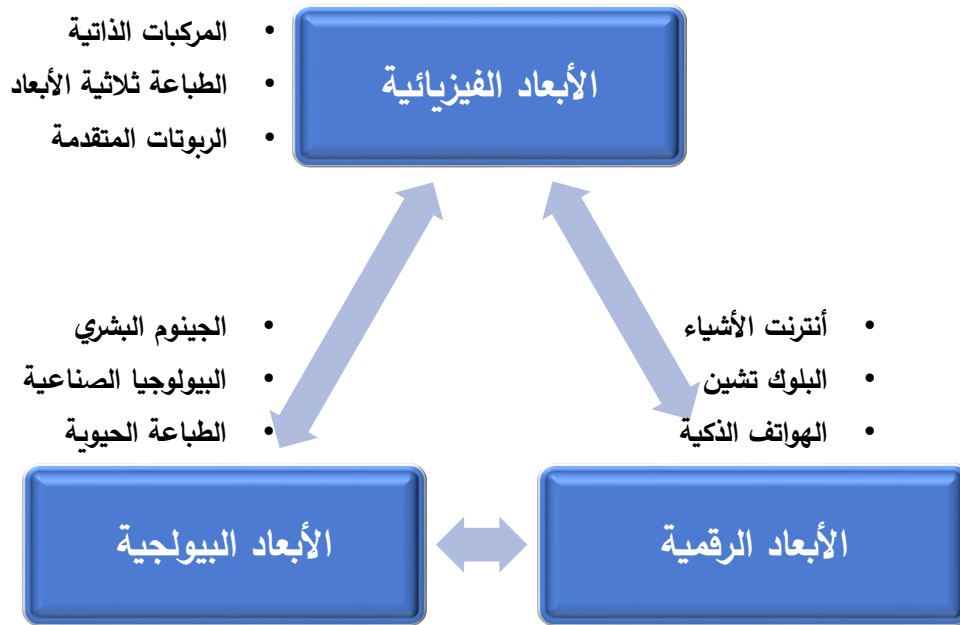 الأبعاد الفيزيائية
• المركبات الذاتية
• الطباعة ثلاثية الأبعاد
• الربوتات المتقدمة
• أنترنت الأشياء
• البلوك تشين
• الهواتف الذكية
الأبعاد الرقمية
• الجينوم البشري
• البيولوجيا الصناعية
• الطباعة الحيوية
الأبعاد البيولجية